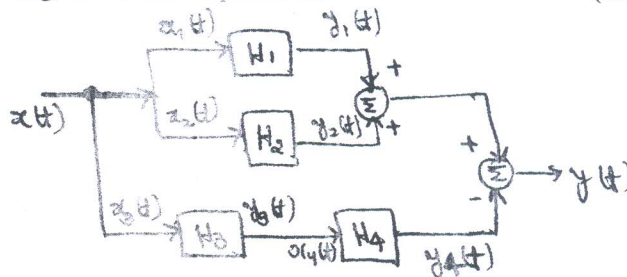 x₁(t)
y₁(t)
H₁
+
Σ
x(t)
x₂(t)
H₂
y₂(t)
+
+
Σ
y(t)
-
x₃(t)
H₃
y₃(t)
x₄(t)
H₄
y₄(t)